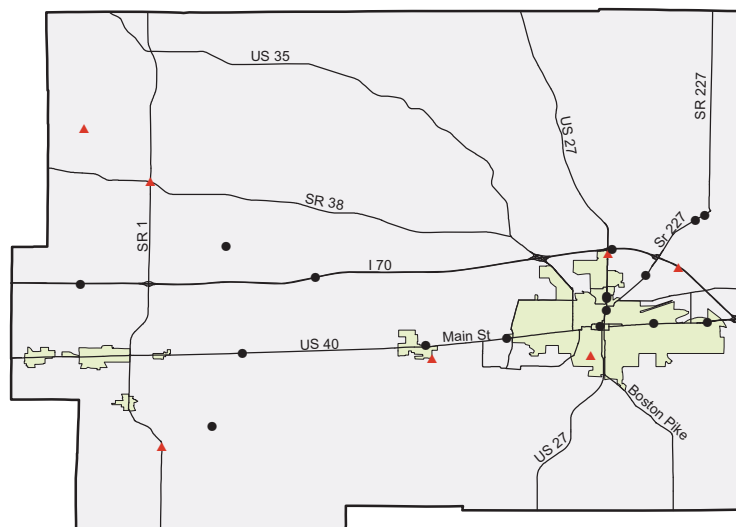 US 35
US 27
SR 227
SR 38
SR 1
Sr 227
I 70
Main St
US 40
Boston Pike
US 27